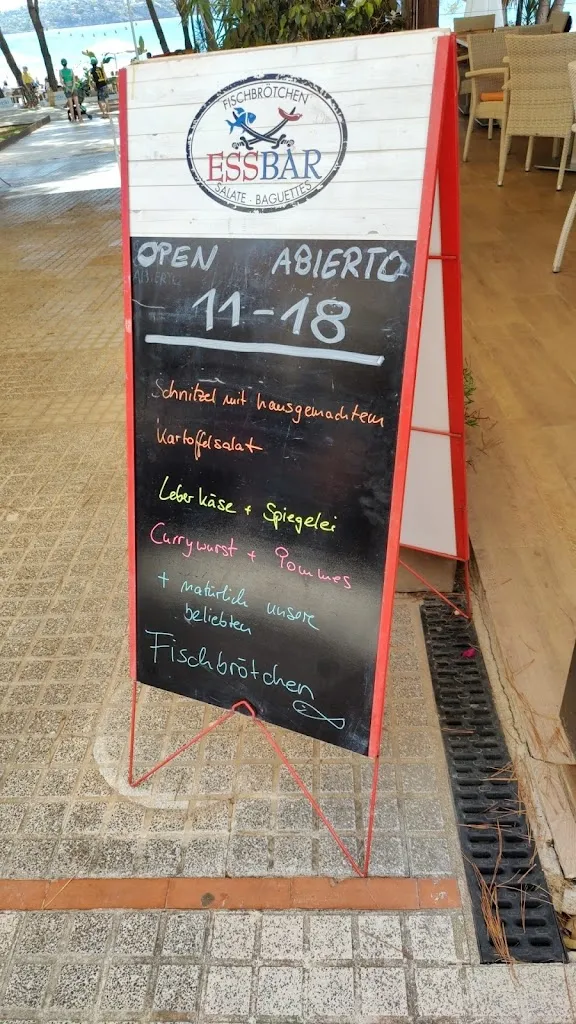 FISCHBRÖTCHEN
ESSBAR
SALATE - BAGUETTES
OPEN ABIERTO
11-18
Schnitzel mit hausgemachtem
Kartoffelsalat
Leberkäse + Spiegelei
Currywurst + Pommes
+ natürlich unsere
beliebten
Fischbrötchen